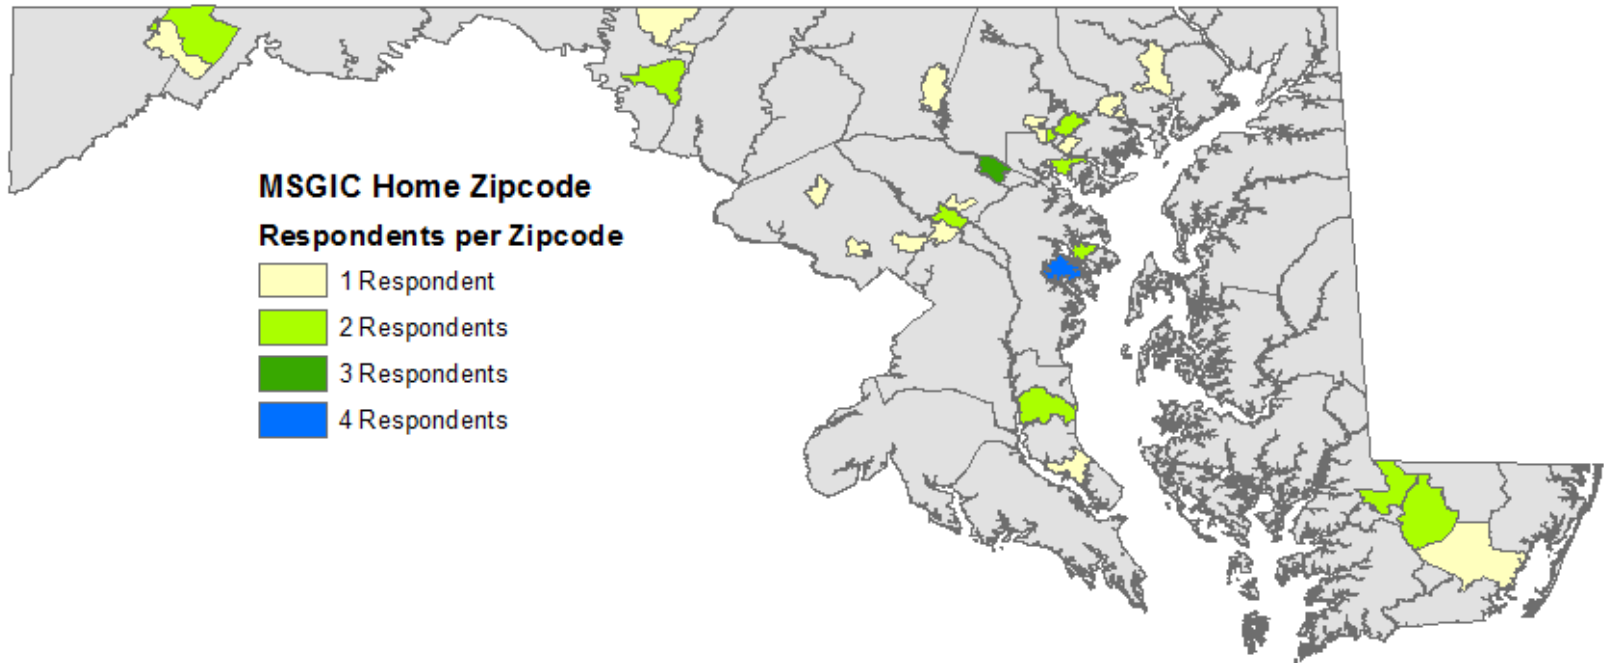 MSGIC Home Zipcode
Respondents per Zipcode
1 Respondent
2 Respondents
3 Respondents
4 Respondents